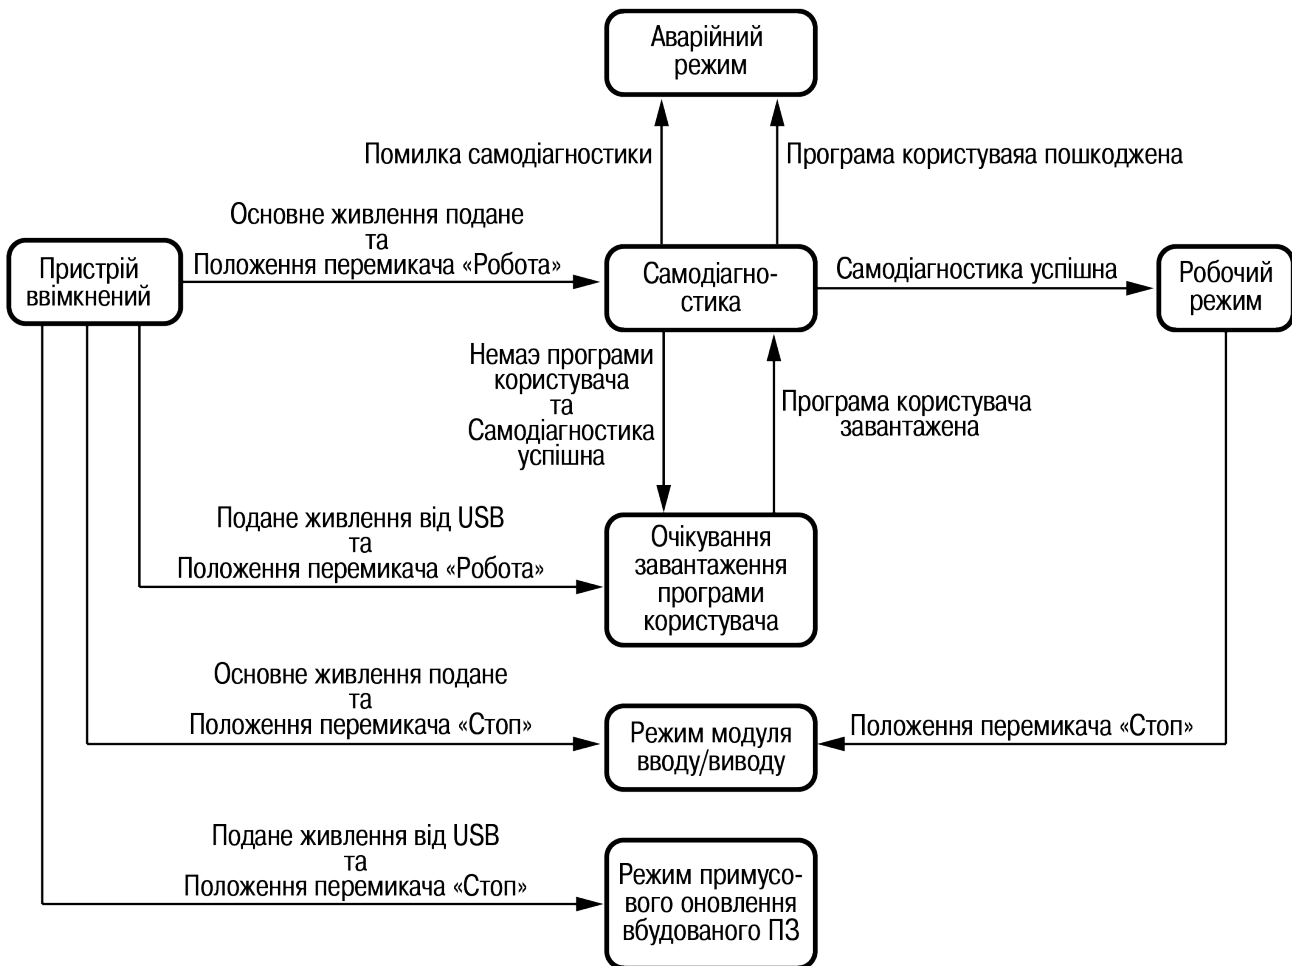 Аварійний
режим
Помилка самодіагностики
Програма користуваяа пошкоджена
Основне живлення подане
та
Положення перемикача «Робота»
Пристрій
ввімкнений
Самодіагно-
стика
Самодіагностика успішна
Робочий
режим
Немаэ програми
користувача
та
Самодіагностика
успішна
Програма користувача
завантажена
Подане живлення від USB
та
Положення перемикача «Робота»
Очікування
завантаження
програми
користувача
Основне живлення подане
та
Положення перемикача «Стоп»
Режим модуля
вводу/виводу
Положення перемикача «Стоп»
Подане живлення від USB
та
Положення перемикача «Стоп»
Режим примусо-
вого оновлення
вбудованого ПЗ